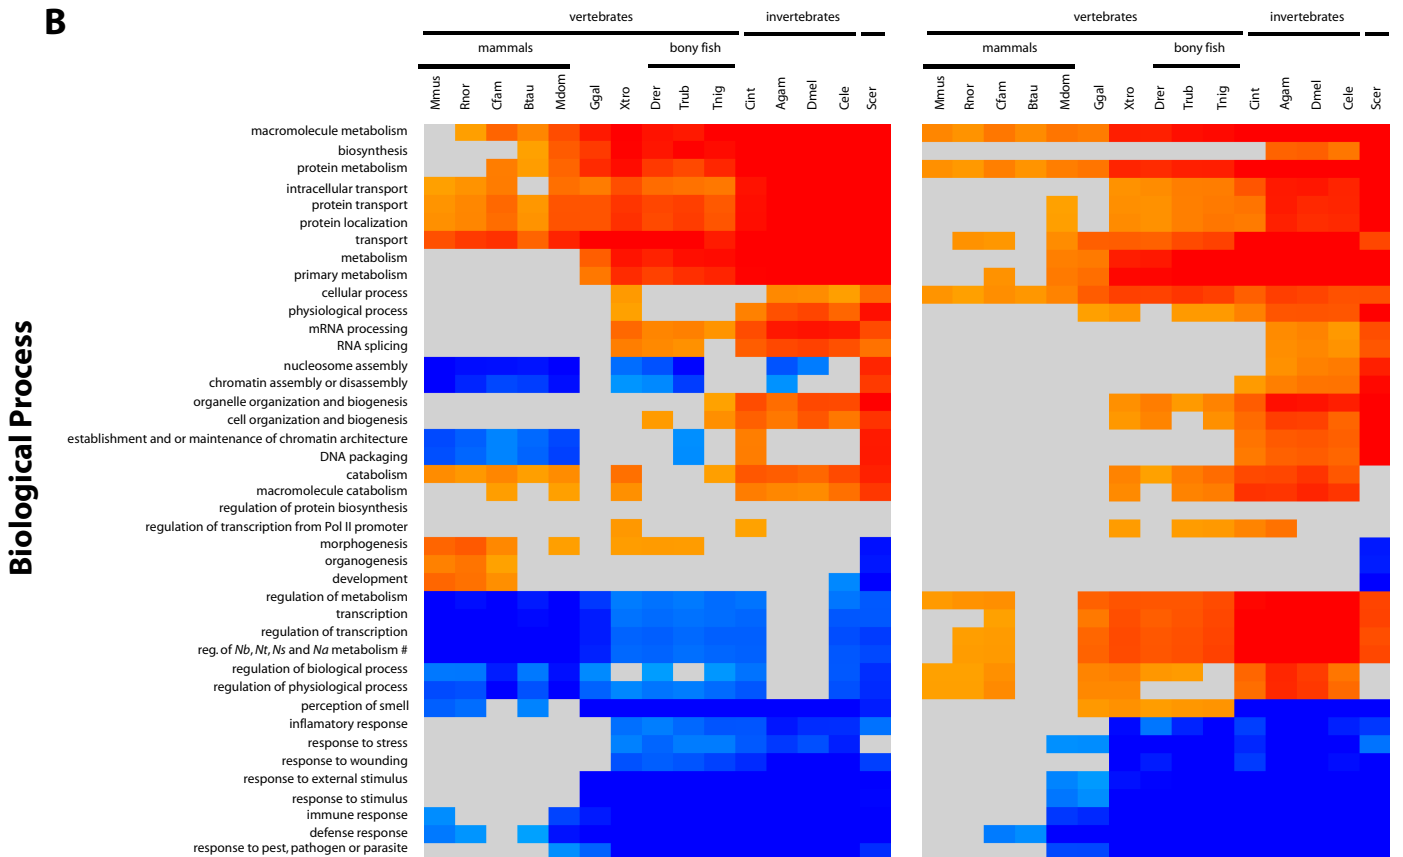 B
vertebrates invertebrates vertebrates invertebrates
mammals bony fish mammals bony fish
Mmus Rnor Cfam Btau Mdom Ggal Xtro Drer Trub Tnig Cint Agam Dmel Cele Scer Mmus Rnor Cfam Btau Mdom Ggal Xtro Drer Trub Tnig Cint Agam Dmel Cele Scer
Biological Process
macromolecule metabolism
biosynthesis
protein metabolism
intracellular transport
protein transport
protein localization
transport
metabolism
primary metabolism
cellular process
physiological process
mRNA processing
RNA splicing
nucleosome assembly
chromatin assembly or disassembly
organelle organization and biogenesis
cell organization and biogenesis
establishment and or maintenance of chromatin architecture
DNA packaging
catabolism
macromolecule catabolism
regulation of protein biosynthesis
regulation of transcription from Pol II promoter
morphogenesis
organogenesis
development
regulation of metabolism
transcription
regulation of transcription
reg. of Nb, Nt, Ns and Na metabolism #
regulation of biological process
regulation of physiological process
perception of smell
inflamatory response
response to stress
response to wounding
response to external stimulus
response to stimulus
immune response
defense response
response to pest, pathogen or parasite